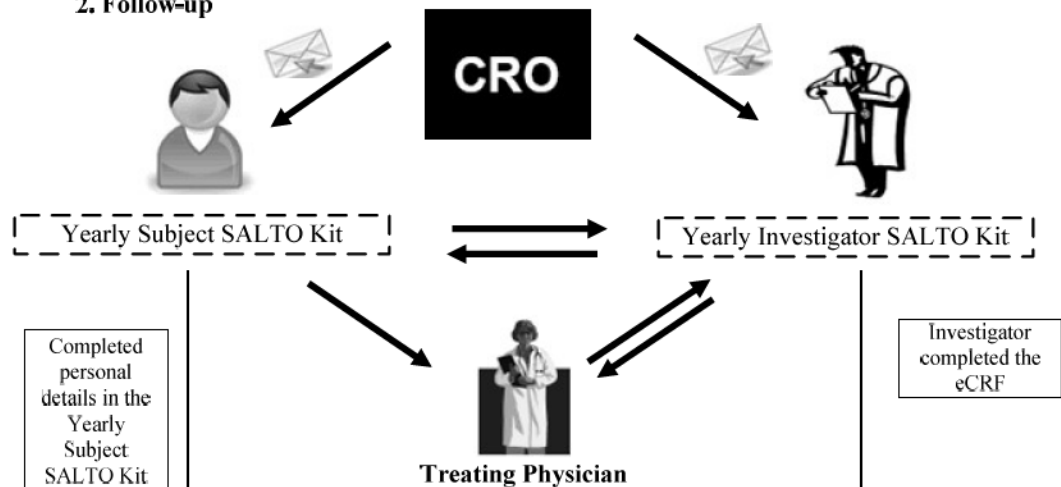 2. Follow-up
CRO
Yearly Subject SALTO Kit
Yearly Investigator SALTO Kit
Completed
personal
details in the
Yearly
Subject
SALTO Kit
Investigator
completed the
eCRF
Treating Physician